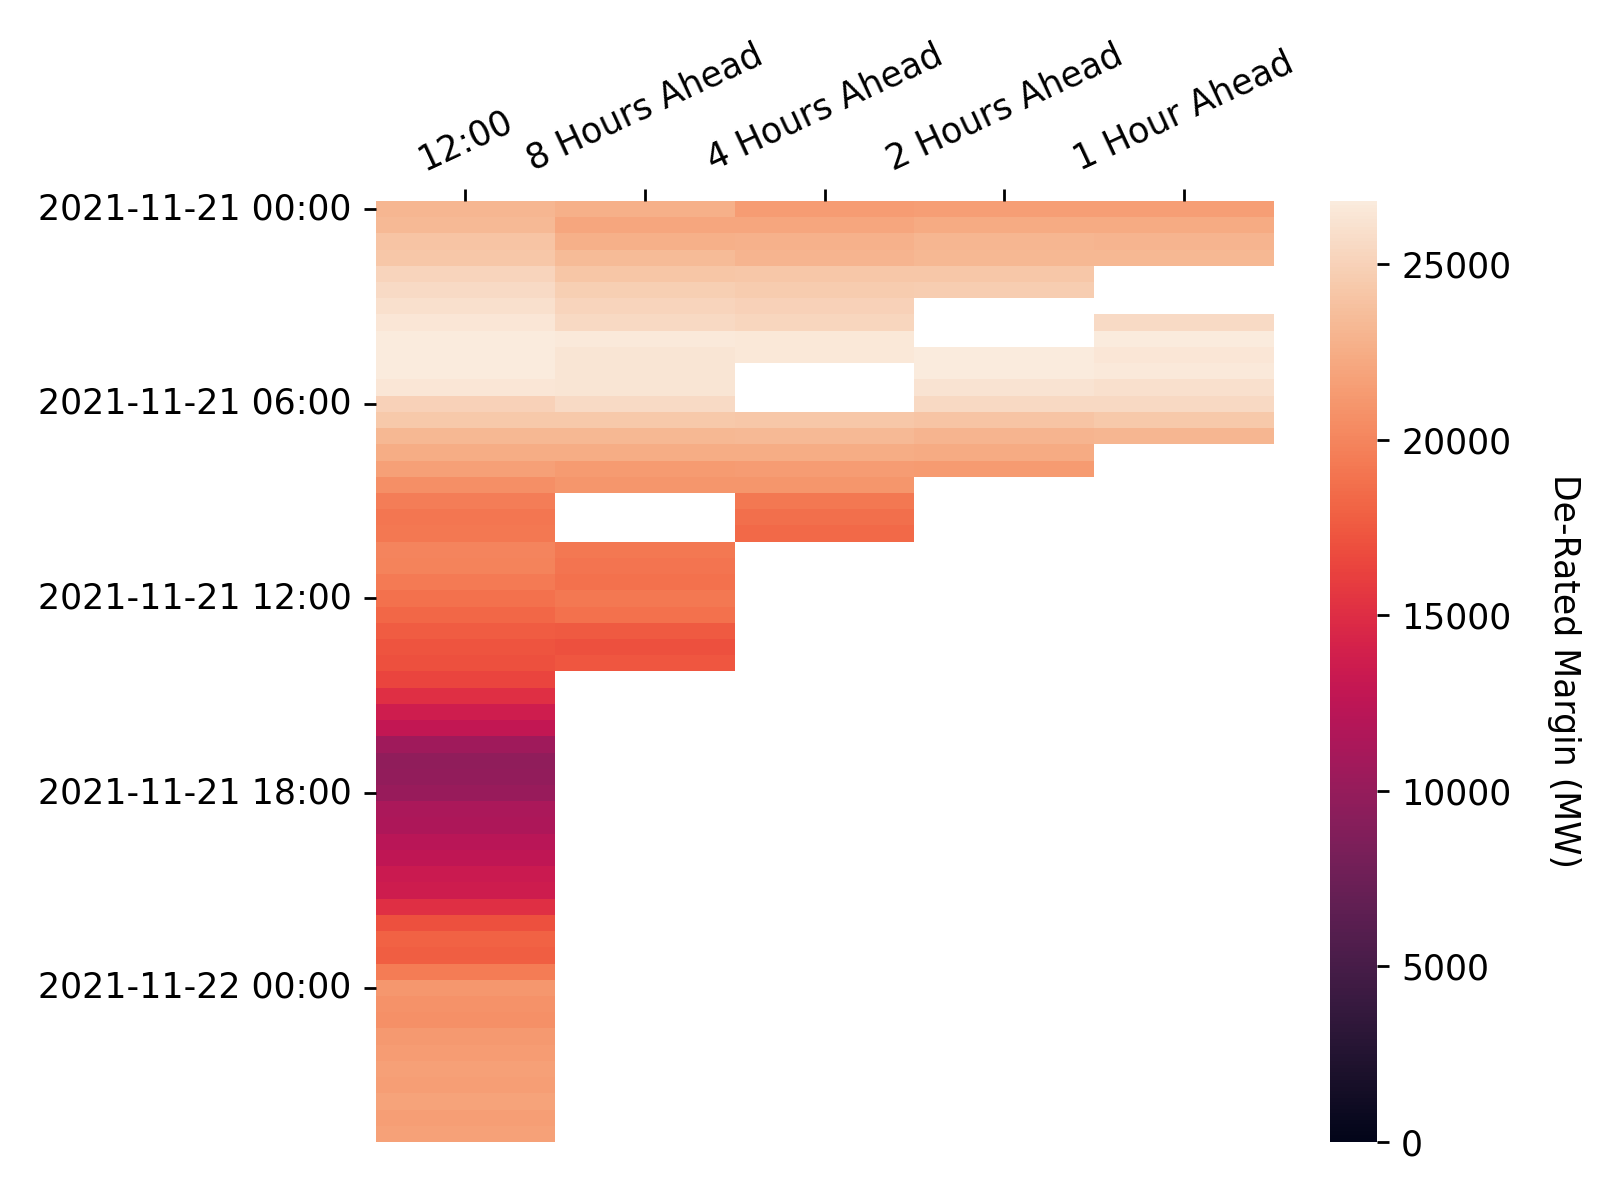 12:00
8 Hours Ahead
4 Hours Ahead
2 Hours Ahead
1 Hour Ahead
2021-11-21 00:00
2021-11-21 06:00
2021-11-21 12:00
2021-11-21 18:00
2021-11-22 00:00
25000
20000
15000
10000
5000
0
De-Rated Margin (MW)